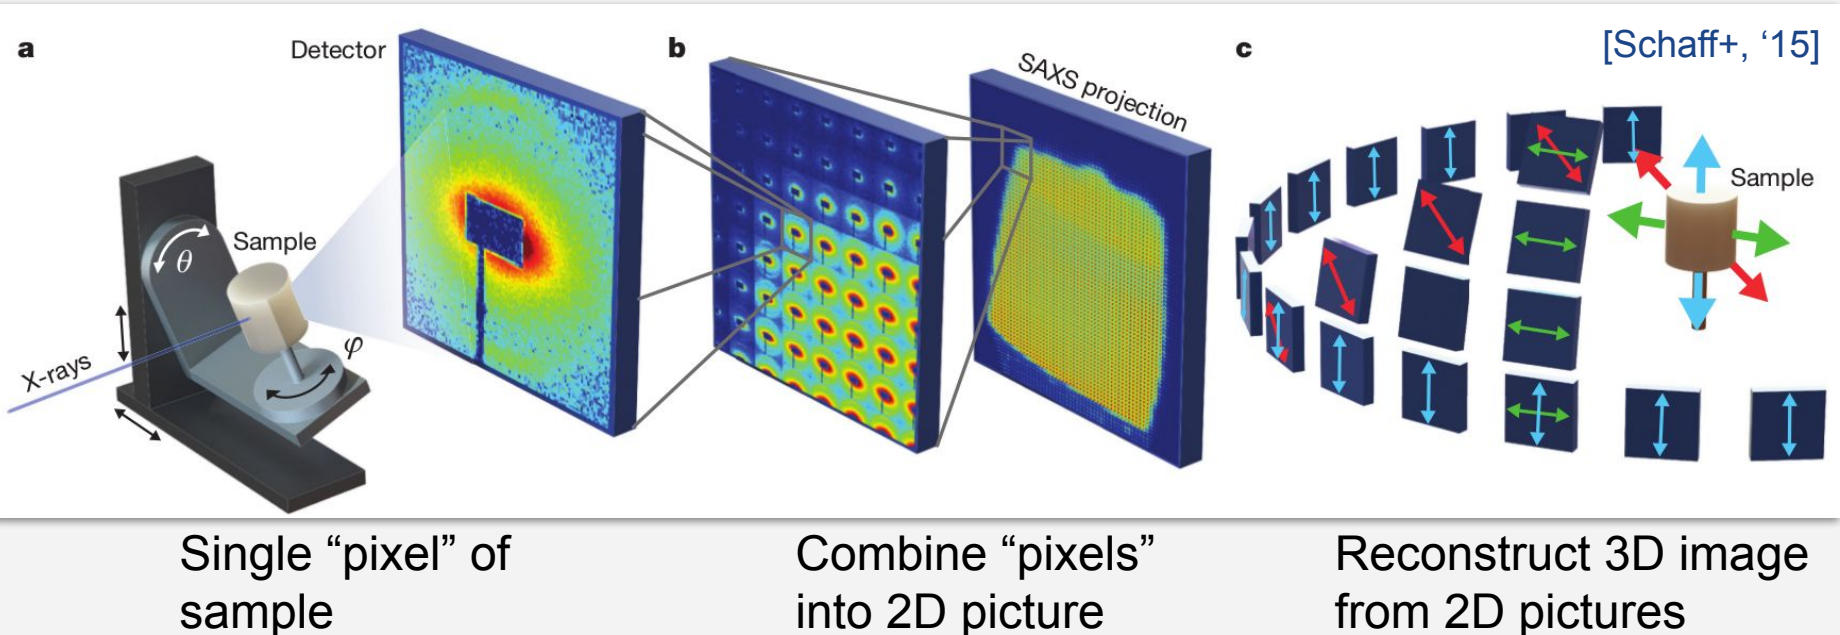 a
Detector
b
SAXS projection
c
[Schaff+, ‘15]
θ
Sample
φ
X-rays
Sample
Single “pixel” of
sample
Combine “pixels”
into 2D picture
Reconstruct 3D image
from 2D pictures